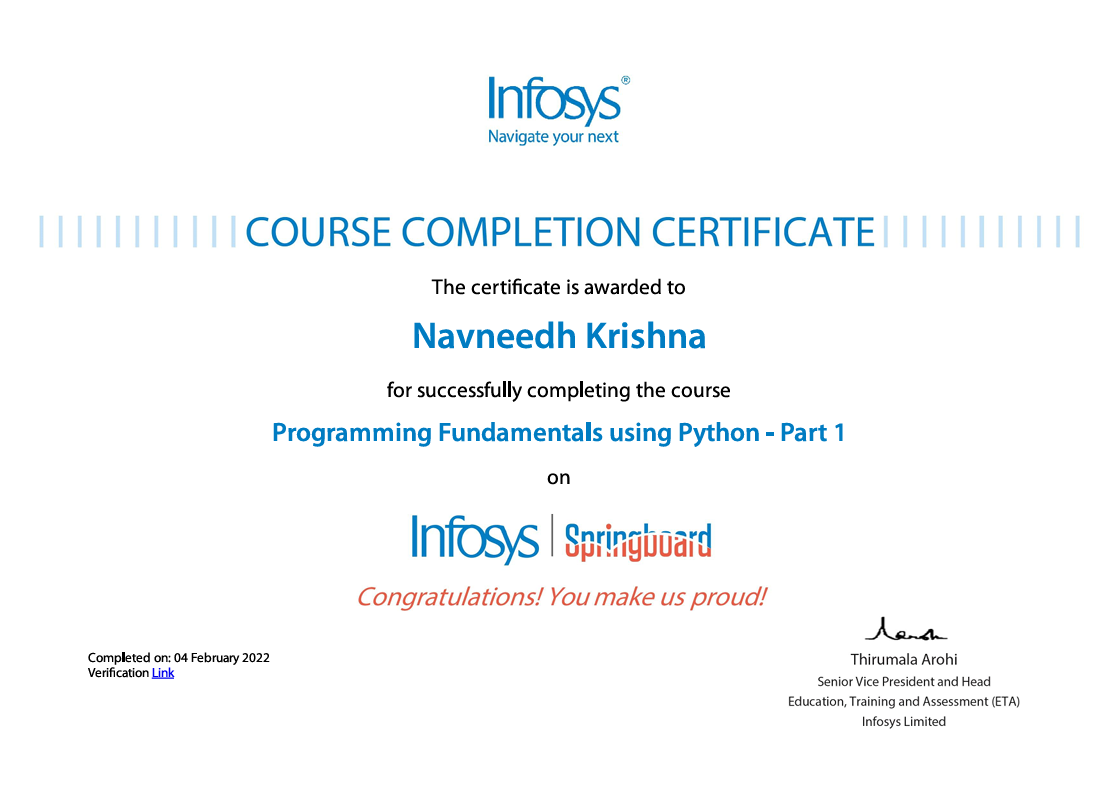 Infosys®
Navigate your next
COURSE COMPLETION CERTIFICATE
The certificate is awarded to
Navneedh Krishna
for successfully completing the course
Programming Fundamentals using Python - Part 1
on
Infosys | Springboard
Congratulations! You make us proud!
Completed on: 04 February 2022
Verification Link
Thirumala Arohi
Senior Vice President and Head
Education, Training and Assessment (ETA)
Infosys Limited